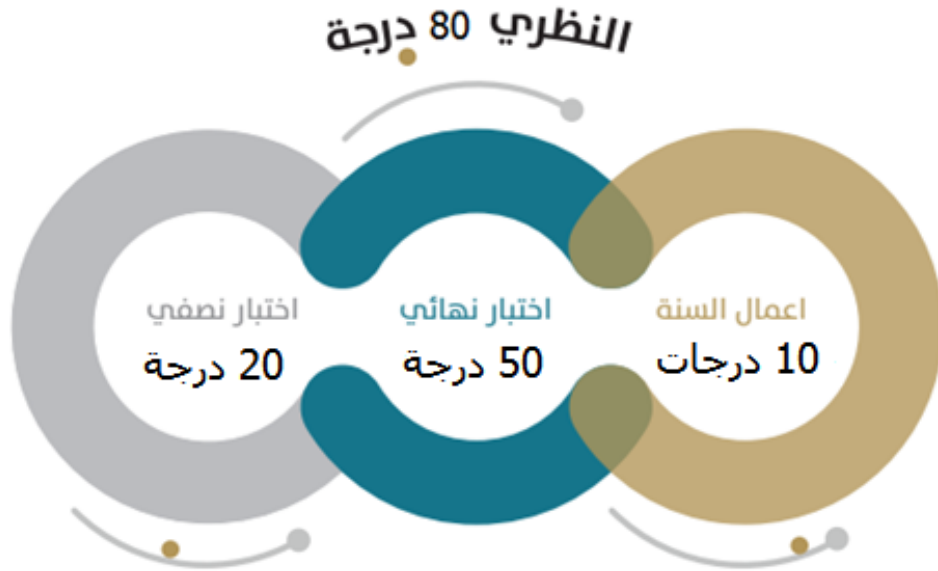 النظري 80 درجة
اعمال السنة
10 درجات
اختبار نهائي
50 درجة
اختبار نصفي
20 درجة